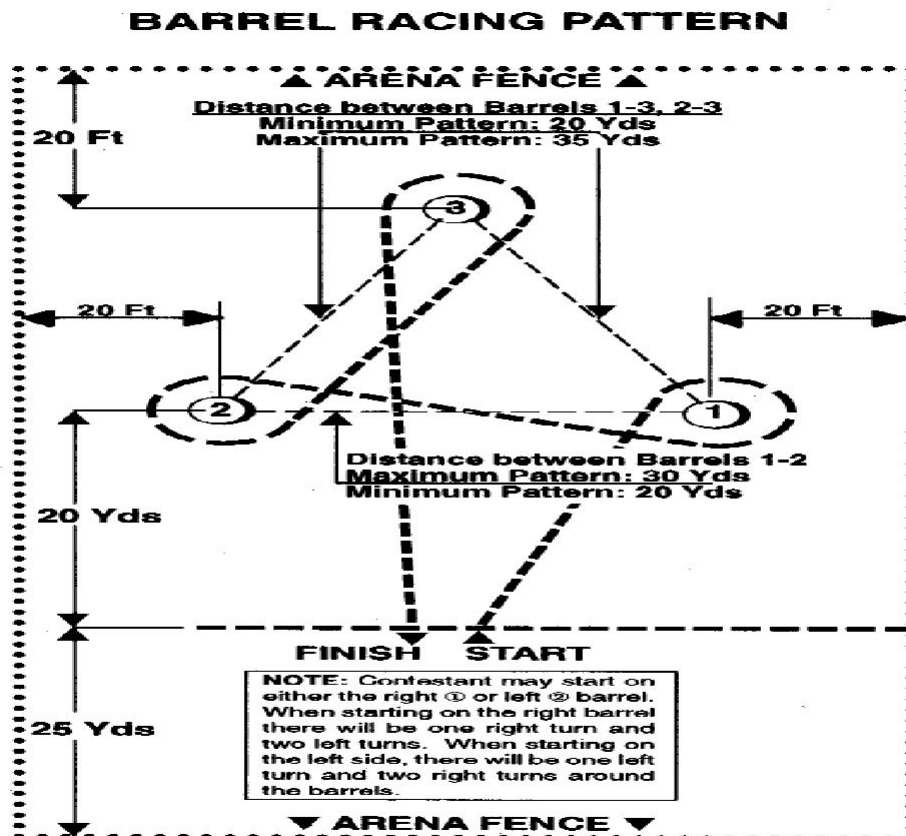 BARREL RACING PATTERN
▲ ARENA FENCE ▲
Distance between Barrels 1-3, 2-3
Minimum Pattern: 20 Yds
Maximum Pattern: 35 Yds
20 Ft
3
20 Ft
20 Ft
2
1
Distance between Barrels 1-2
Maximum Pattern: 30 Yds
Minimum Pattern: 20 Yds
20 Yds
FINISH START
NOTE: Contestant may start on
either the right ① or left ② barrel.
When starting on the right barrel
there will be one right turn and
two left turns. When starting on
the left side, there will be one left
turn and two right turns around
the barrels.
25 Yds
▼ ARENA FENCE ▼